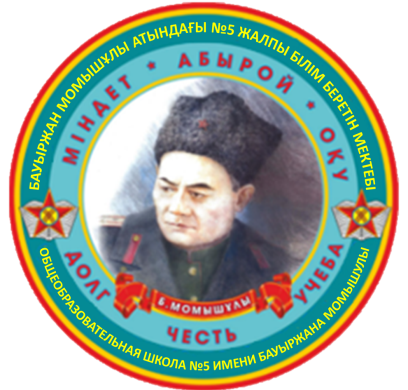 БАУЫРЖАН МОМЫШҰЛЫ АТЫНДАҒЫ №5 ЖАЛПЫ БІЛІМ БЕРЕТІН МЕКТЕБІ
МІНДЕТ * АБЫРОЙ * ОҚУ
Б. МОМЫШҰЛЫ
ДОЛГ ЧЕСТЬ УЧЕБА
ОБЩЕОБРАЗОВАТЕЛЬНАЯ ШКОЛА №5 ИМЕНИ БАУЫРЖАНА МОМЫШУЛЫ